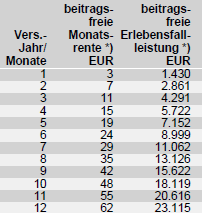 beitrags- beitrags-
freie freie
Vers.- Monats- Erlebensfall-
Jahr/ rente *) leistung *)
Monate EUR EUR
1 3 1.430
2 7 2.861
3 11 4.291
4 15 5.722
5 19 7.152
6 24 8.999
7 29 11.062
8 35 13.126
9 42 15.622
10 48 18.119
11 55 20.616
12 62 23.115